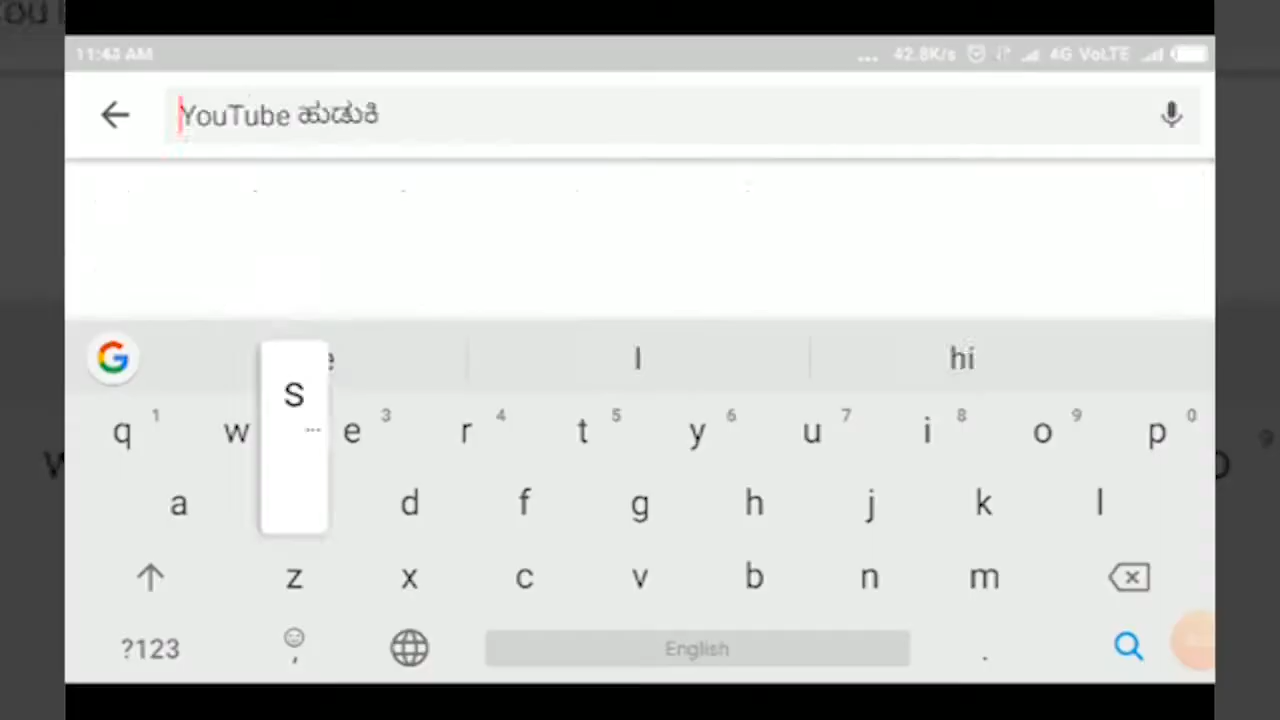 11:43 AM ... 42.8K/s 4G VoLTE
YouTube ಹುಡುಕಿ
G I hi
q 1 w e 3 r 4 t 5 y 6 u 7 i 8 o 9 p 0
S ...
a d f g h j k l
z x c v b n m
?123 , English .